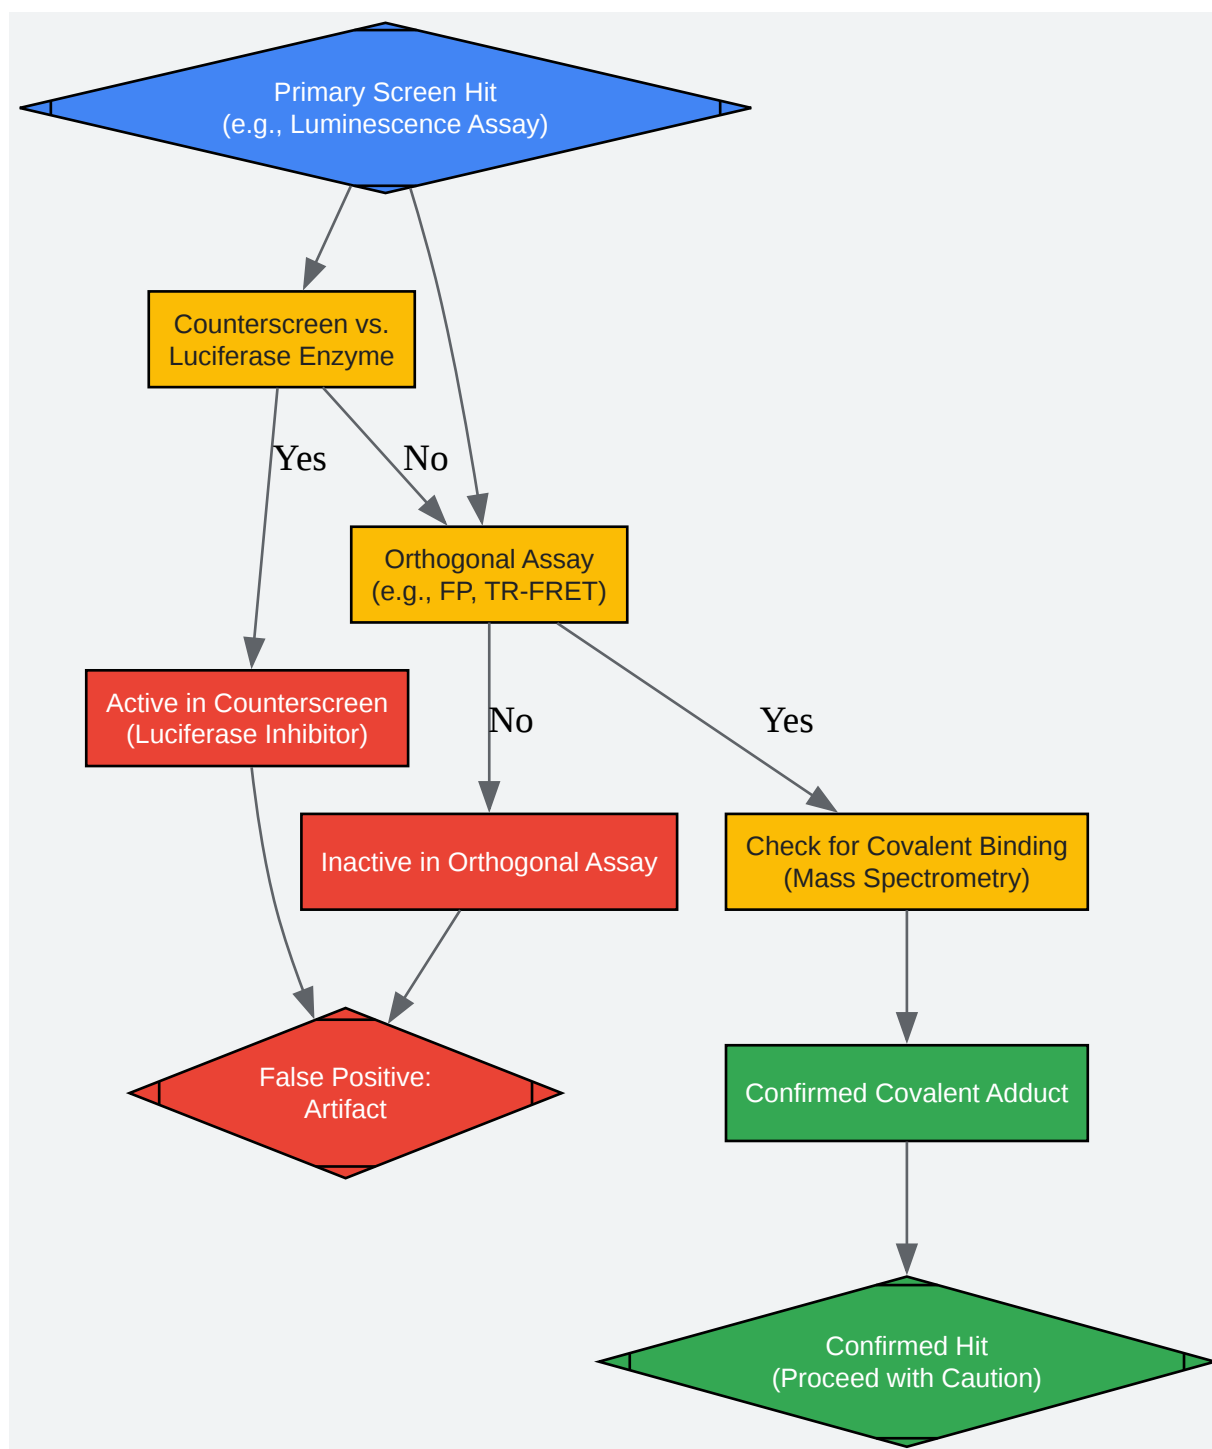 Primary Screen Hit
(e.g., Luminescence Assay)
Counterscreen vs.
Luciferase Enzyme
Yes
No
Orthogonal Assay
(e.g., FP, TR-FRET)
Active in Counterscreen
(Luciferase Inhibitor)
No
Yes
Inactive in Orthogonal Assay
Check for Covalent Binding
(Mass Spectrometry)
False Positive:
Artifact
Confirmed Covalent Adduct
Confirmed Hit
(Proceed with Caution)